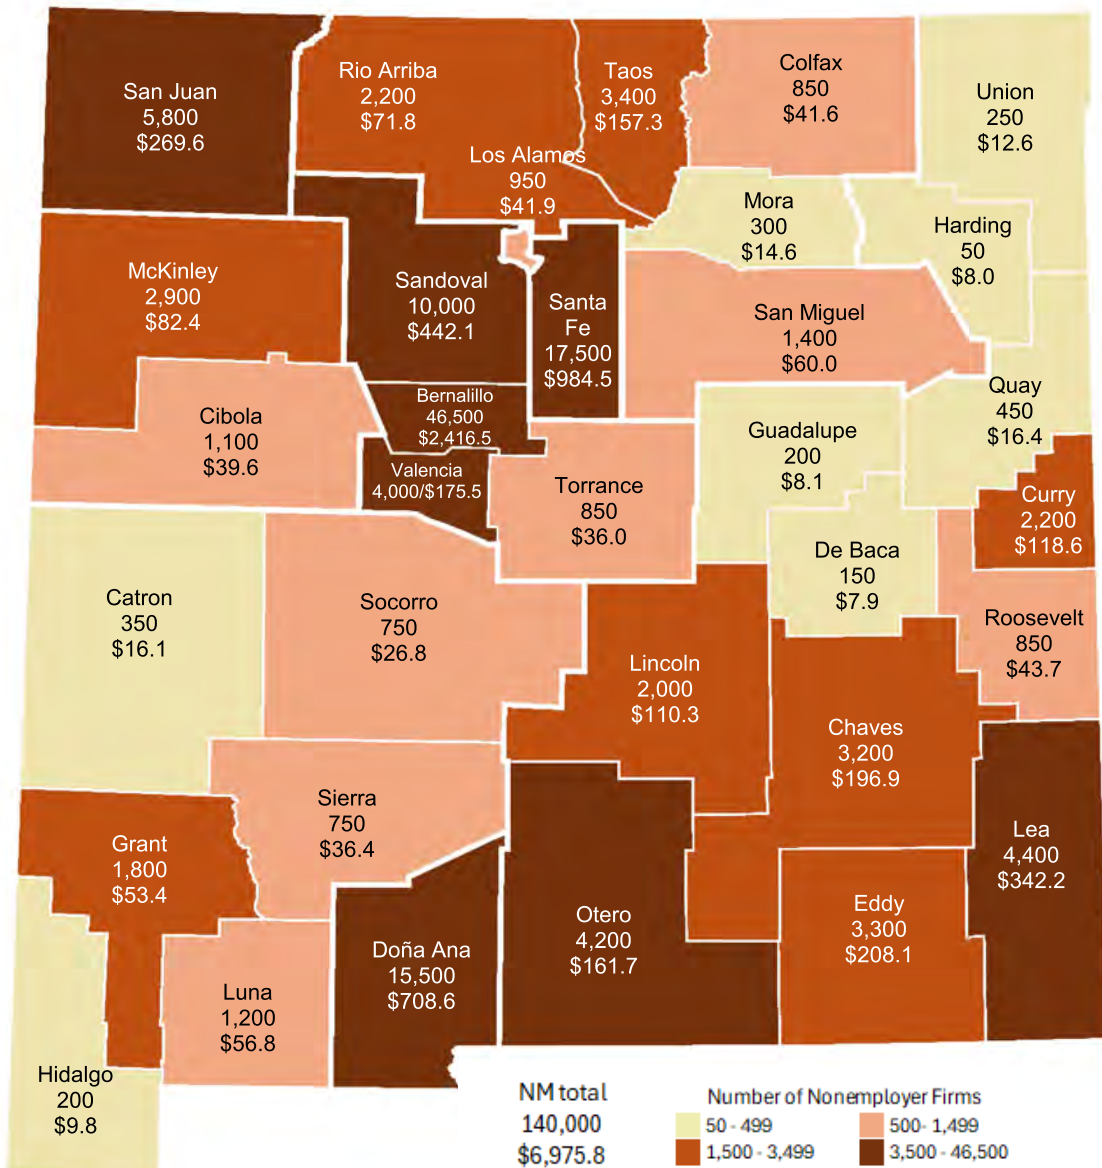 San Juan
5,800
$269.6
Rio Arriba
2,200
$71.8
Taos
3,400
$157.3
Colfax
850
$41.6
Union
250
$12.6
Los Alamos
950
$41.9
Mora
300
$14.6
Harding
50
$8.0
McKinley
2,900
$82.4
Sandoval
10,000
$442.1
Santa
Fe
17,500
$984.5
San Miguel
1,400
$60.0
Quay
450
$16.4
Bernalillo
46,500
$2,416.5
Cibola
1,100
$39.6
Guadalupe
200
$8.1
Valencia
4,000/$175.5
Torrance
850
$36.0
Curry
2,200
$118.6
De Baca
150
$7.9
Catron
350
$16.1
Socorro
750
$26.8
Roosevelt
850
$43.7
Lincoln
2,000
$110.3
Chaves
3,200
$196.9
Sierra
750
$36.4
Grant
1,800
$53.4
Lea
4,400
$342.2
Otero
4,200
$161.7
Eddy
3,300
$208.1
Doña Ana
15,500
$708.6
Luna
1,200
$56.8
Hidalgo
200
$9.8
NM total
140,000
$6,975.8
Number of Nonemployer Firms
50 - 499
500- 1,499
1,500 - 3,499
3,500 - 46,500